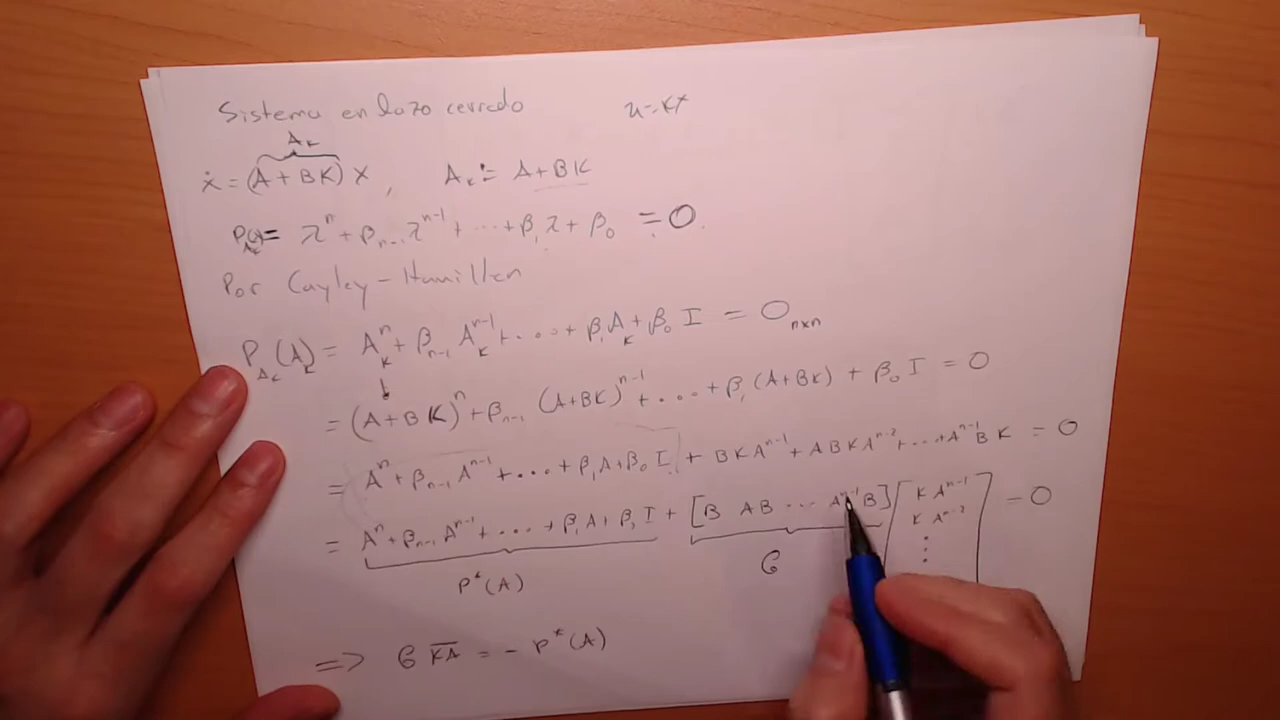 Sistema en lazo cerrado u=Kx
A_K
ẋ = (A+BK) x , A_K := A+BK
P_{A_K}(λ) = λ^n + β_{n-1} λ^{n-1} + ... + β_1 λ + β_0 = 0.
Por Cayley-Hamilton
P_{A_K}(A_K) = A_K^n + β_{n-1} A_K^{n-1} + ... + β_1 A_K + β_0 I = 0_{n×n}
= (A+BK)^n + β_{n-1} (A+BK)^{n-1} + ... + β_1 (A+BK) + β_0 I = 0
= A^n + β_{n-1} A^{n-1} + ... + β_1 A + β_0 I + BKA^{n-1} + ABKA^{n-2} + ... + A^{n-1}BK = 0
= A^n + β_{n-1} A^{n-1} + ... + β_1 A + β_0 I + [B AB ... A^{n-1}B] [K A^{n-1} = 0
K A^{n-2}
⋮
P*(A) G
=> G \overline{KA} = - P*(A)